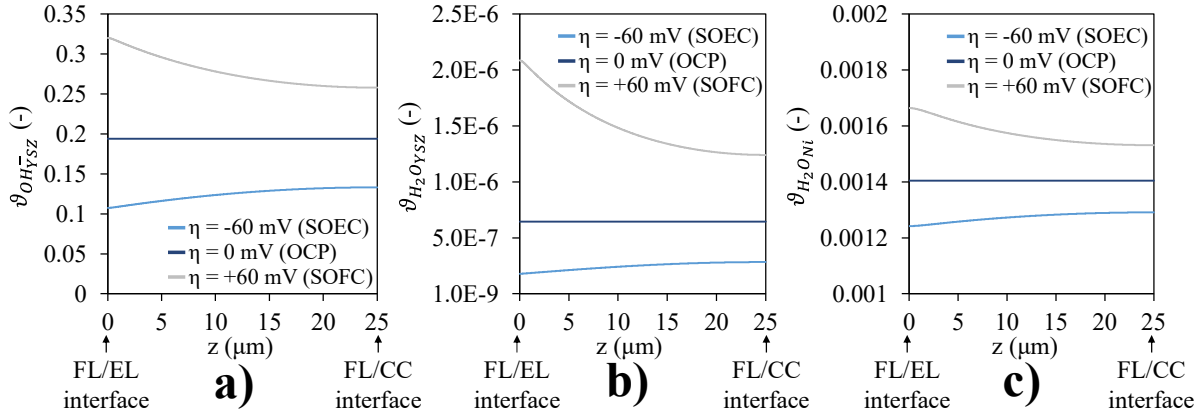 ϑ_OH⁻_YSZ (-)
0.35
0.3
0.25
0.2
0.15
0.1
0.05
0
η = -60 mV (SOEC)
η = 0 mV (OCP)
η = +60 mV (SOFC)
0 5 10 15 20 25
z (μm)
FL/EL interface
FL/CC interface
a)
ϑ_H₂O_YSZ (-)
2.5E-6
2.0E-6
1.5E-6
1.0E-6
5.0E-7
1.0E-9
η = -60 mV (SOEC)
η = 0 mV (OCP)
η = +60 mV (SOFC)
0 5 10 15 20 25
z (μm)
FL/EL interface
FL/CC interface
b)
ϑ_H₂O_Ni (-)
0.002
0.0018
0.0016
0.0014
0.0012
0.001
η = -60 mV (SOEC)
η = 0 mV (OCP)
η = +60 mV (SOFC)
0 5 10 15 20 25
z (μm)
FL/EL interface
FL/CC interface
c)